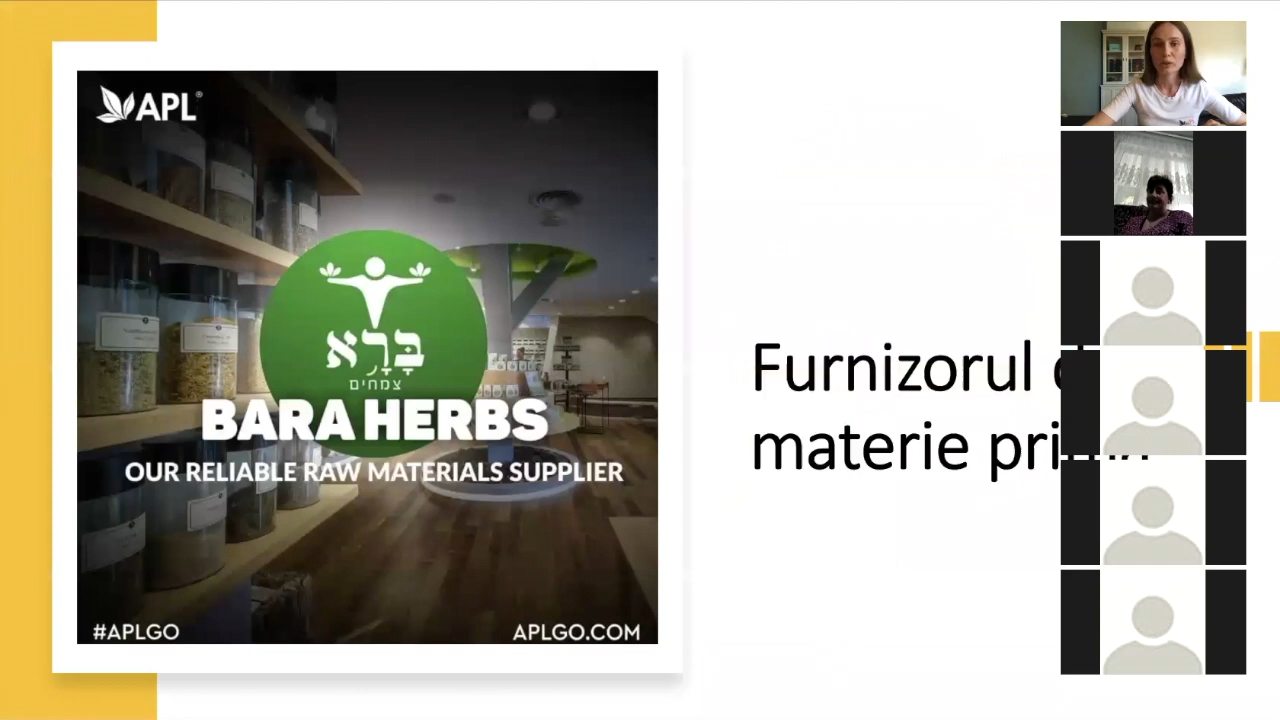 APL®
בָּרָא
צמחים
BARA HERBS
OUR RELIABLE RAW MATERIALS SUPPLIER
#APLGO
APLGO.COM
Furnizorul
materie